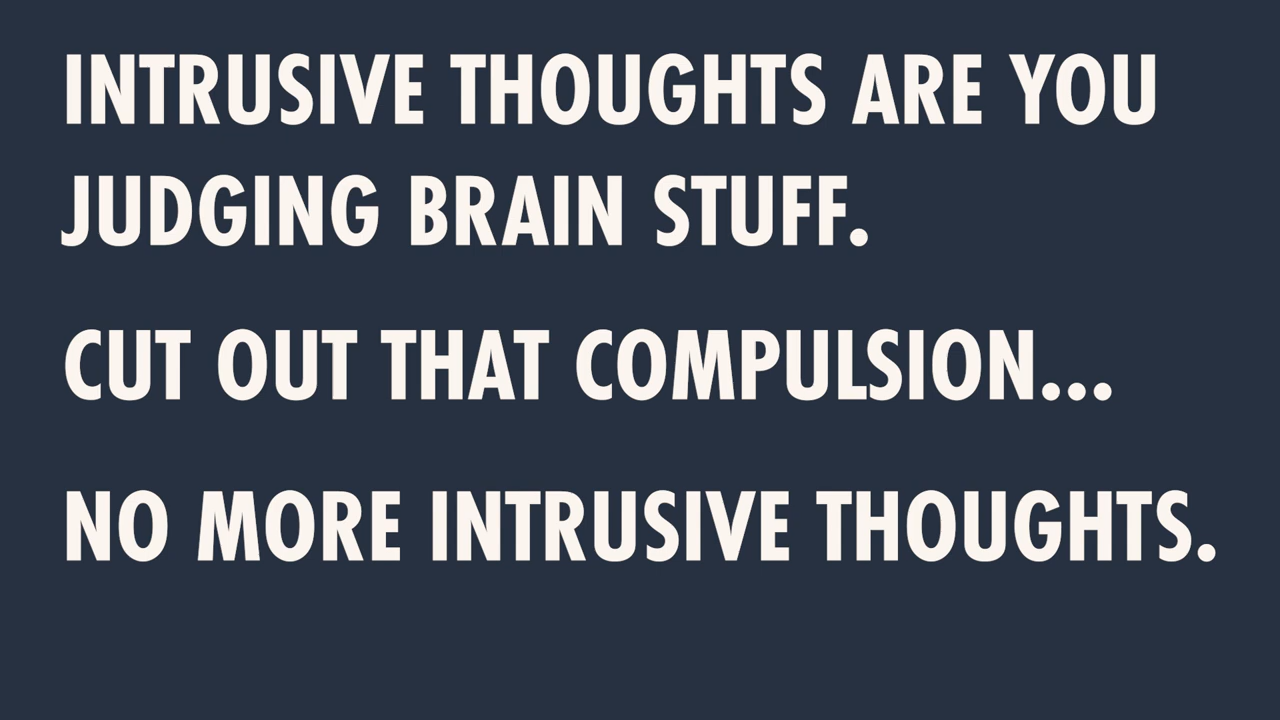 INTRUSIVE THOUGHTS ARE YOU
JUDGING BRAIN STUFF.
CUT OUT THAT COMPULSION...
NO MORE INTRUSIVE THOUGHTS.